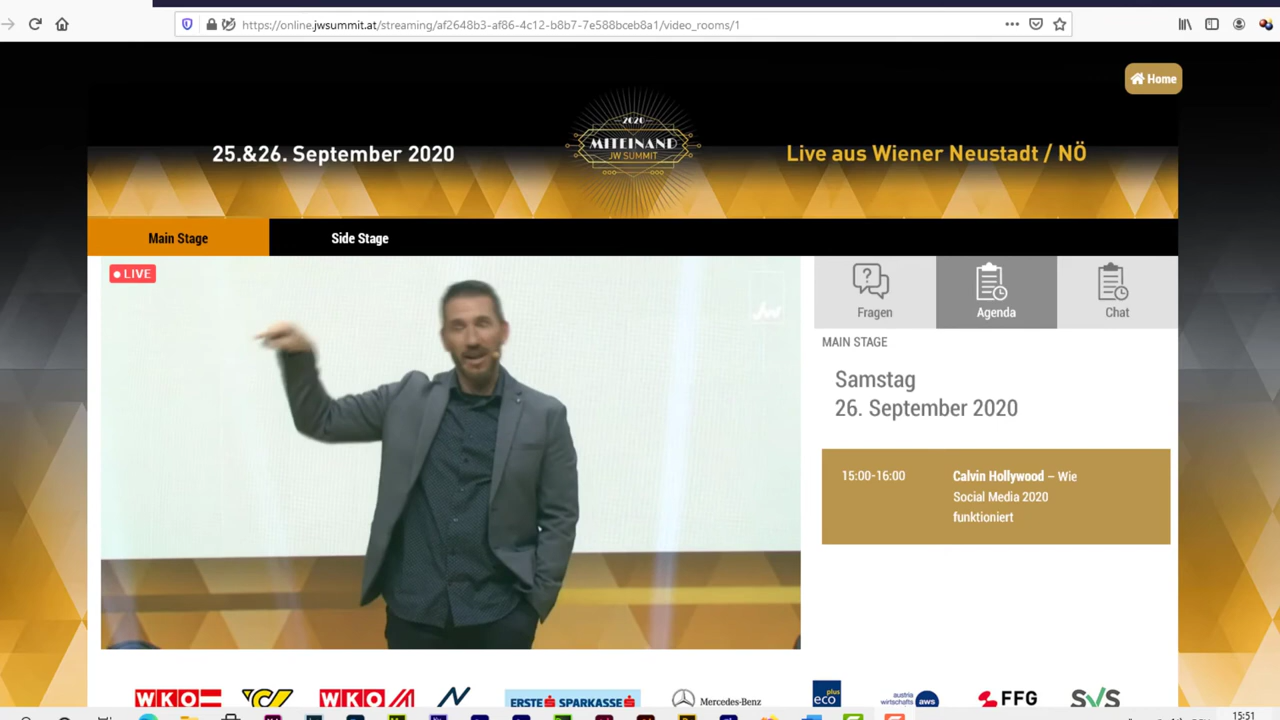 https://online.jwsummit.at/streaming/af2648b3-af86-4c12-b8b7-7e588bceb8a1/video_rooms/1
Home
25.&26. September 2020
2020
MITEINAND
JW SUMMIT
Live aus Wiener Neustadt / NÖ
Main Stage
Side Stage
LIVE
Jw
Fragen
Agenda
Chat
MAIN STAGE
Samstag
26. September 2020
15:00-16:00
Calvin Hollywood – Wie
Social Media 2020
funktioniert
WKO
WKO
ERSTE SPARKASSE
Mercedes-Benz
eco plus
austria wirtschafts aws
FFG
SVS
15:51